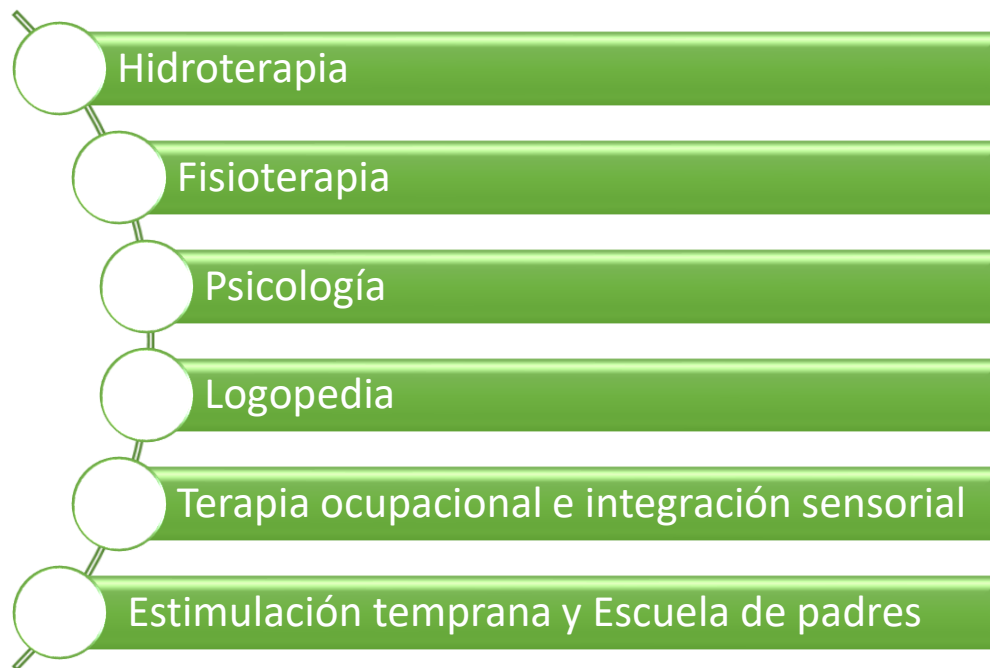 Hidroterapia
Fisioterapia
Psicología
Logopedia
Terapia ocupacional e integración sensorial
Estimulación temprana y Escuela de padres